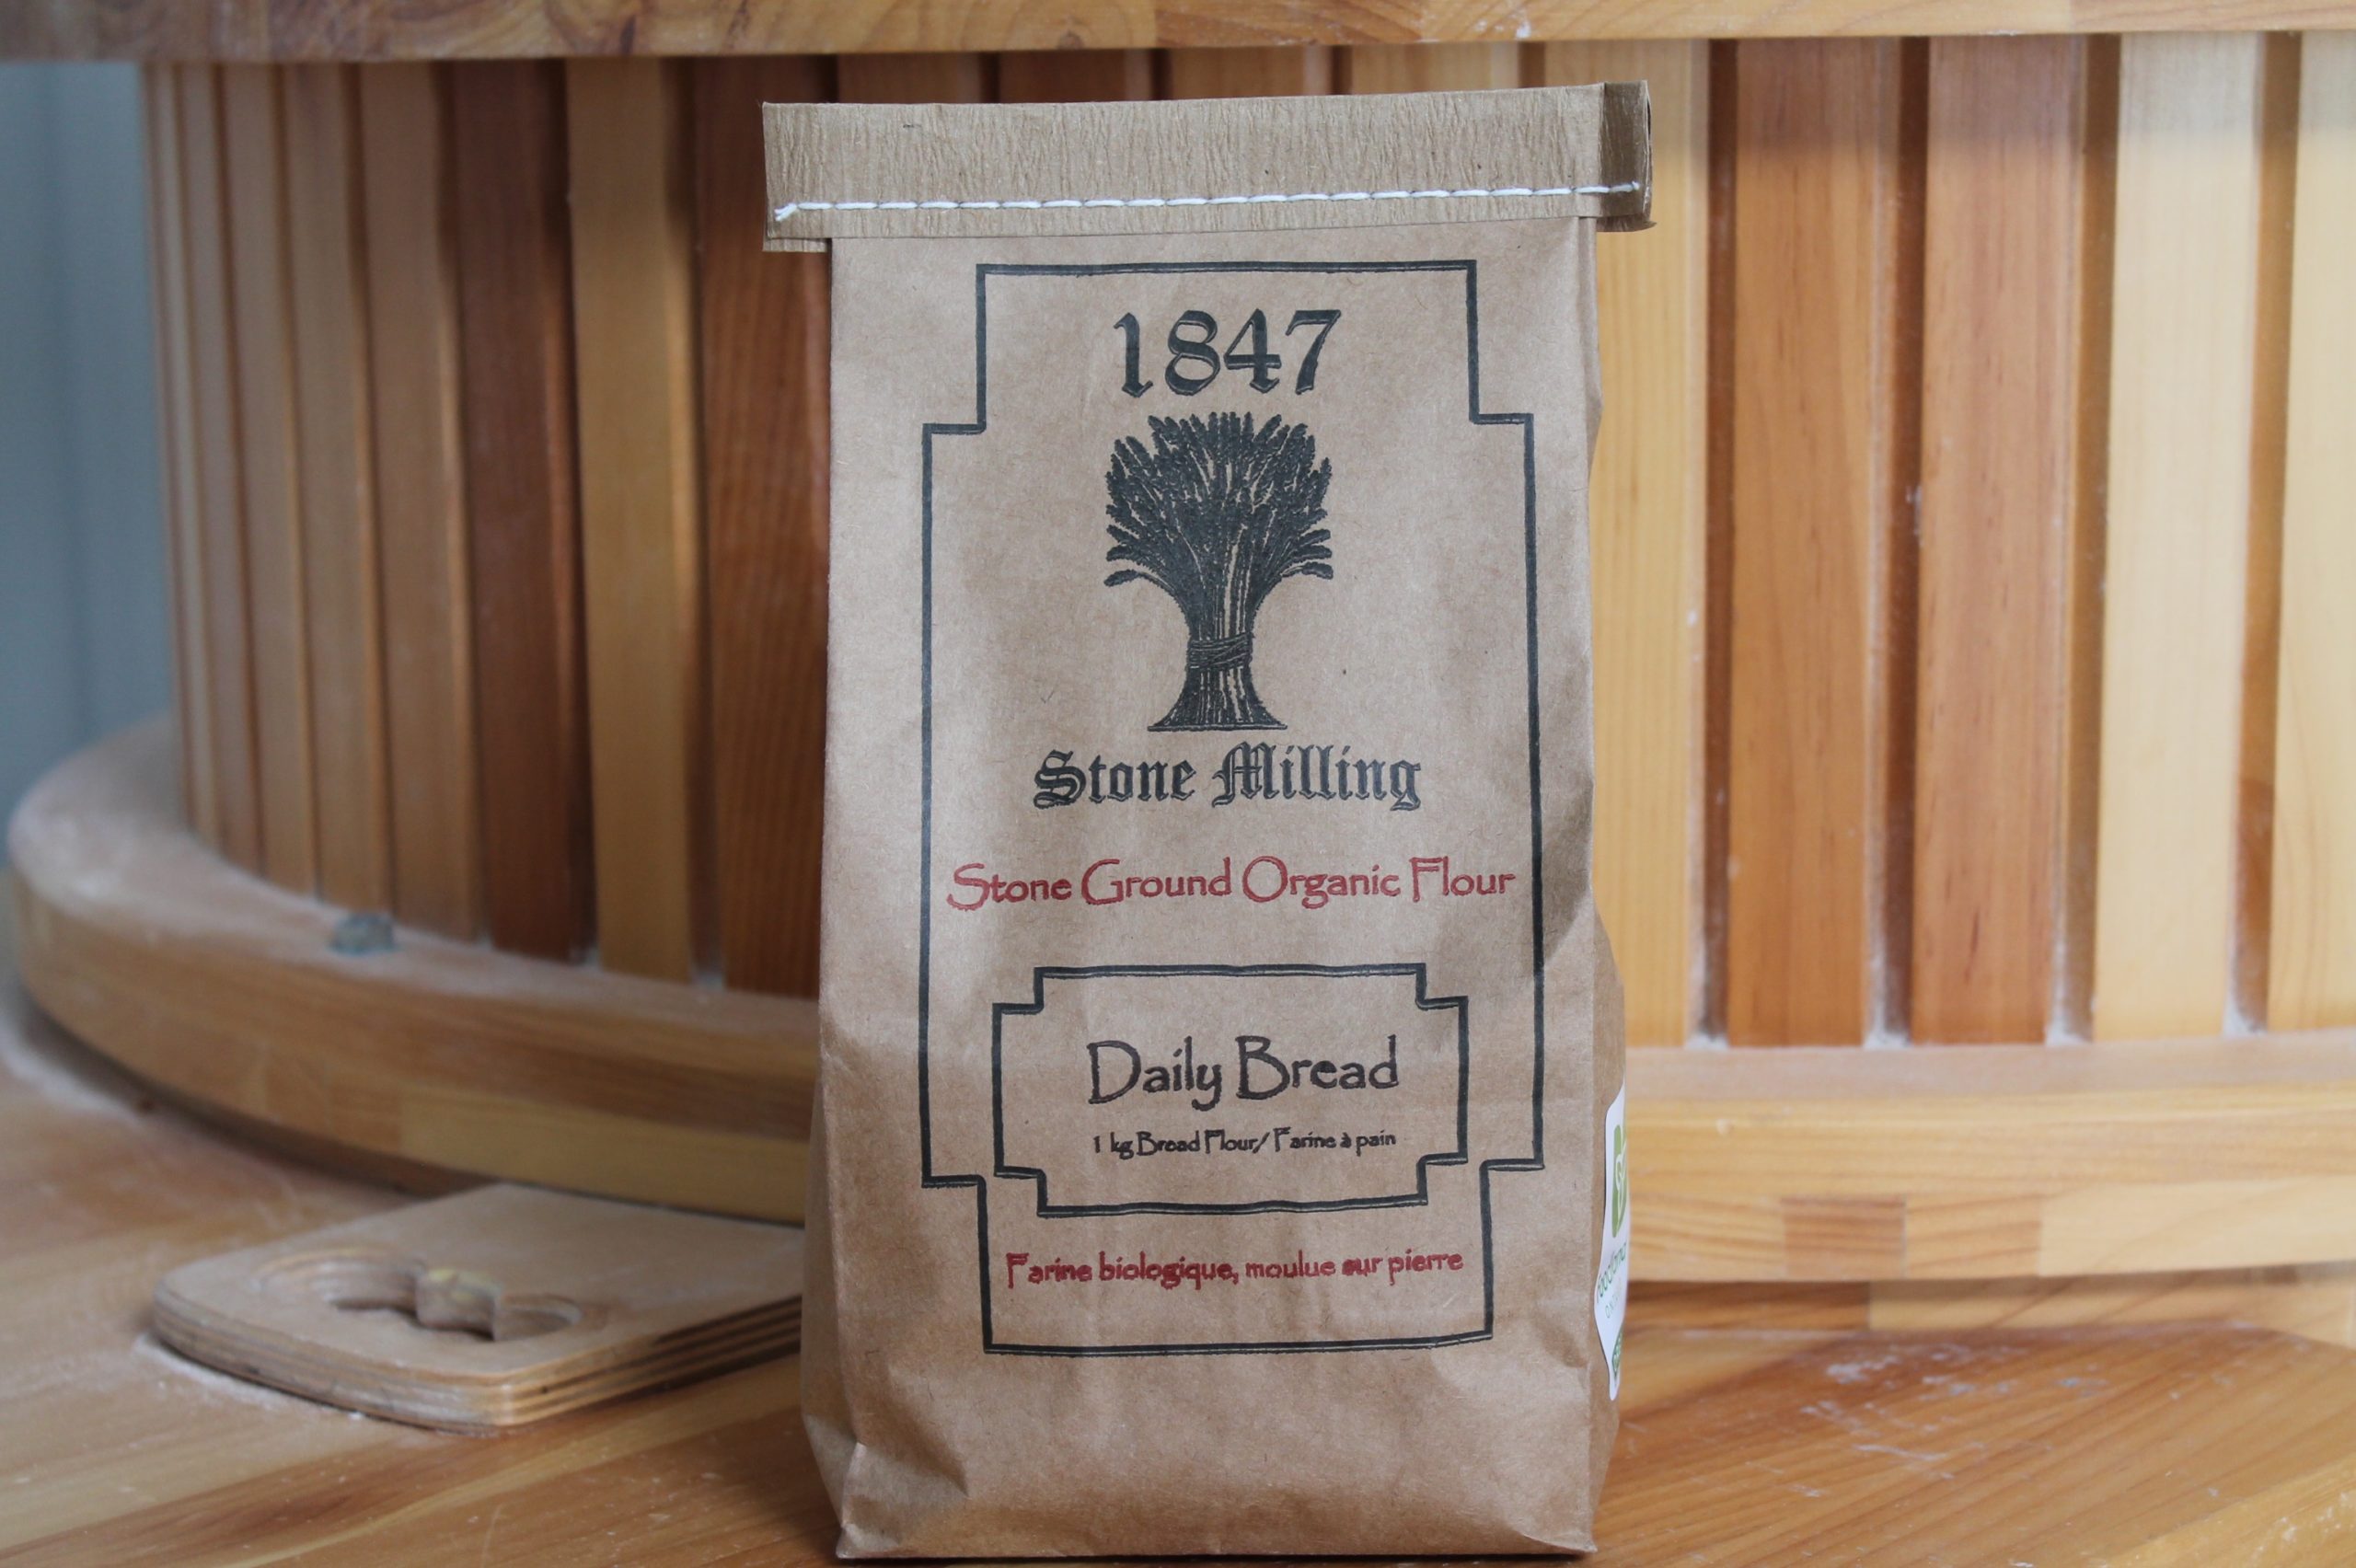 1847
Stone Milling
Stone Ground Organic Flour
Daily Bread
1 kg Bread Flour/ Farine à pain
Farine biologique, moulue sur pierre